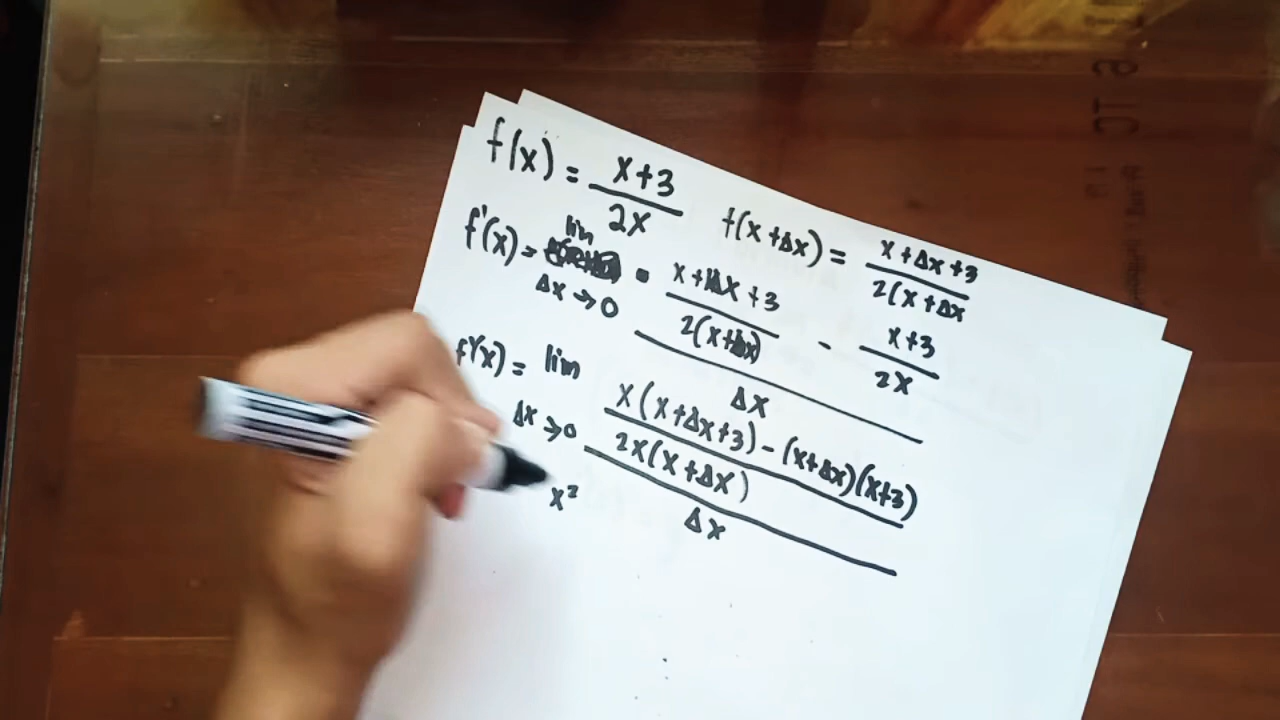 f(x) = (x+3)/(2x)    f(x+Δx) = (x+Δx+3)/(2(x+Δx
f'(x) = lim Δx→0 ((x+Δx+3)/(2(x+Δx)) - (x+3)/(2x))/Δx
f'(x) = lim Δx→0 ((x(x+Δx+3) - (x+Δx)(x+3))/(2x(x+Δx)))/Δx
x²